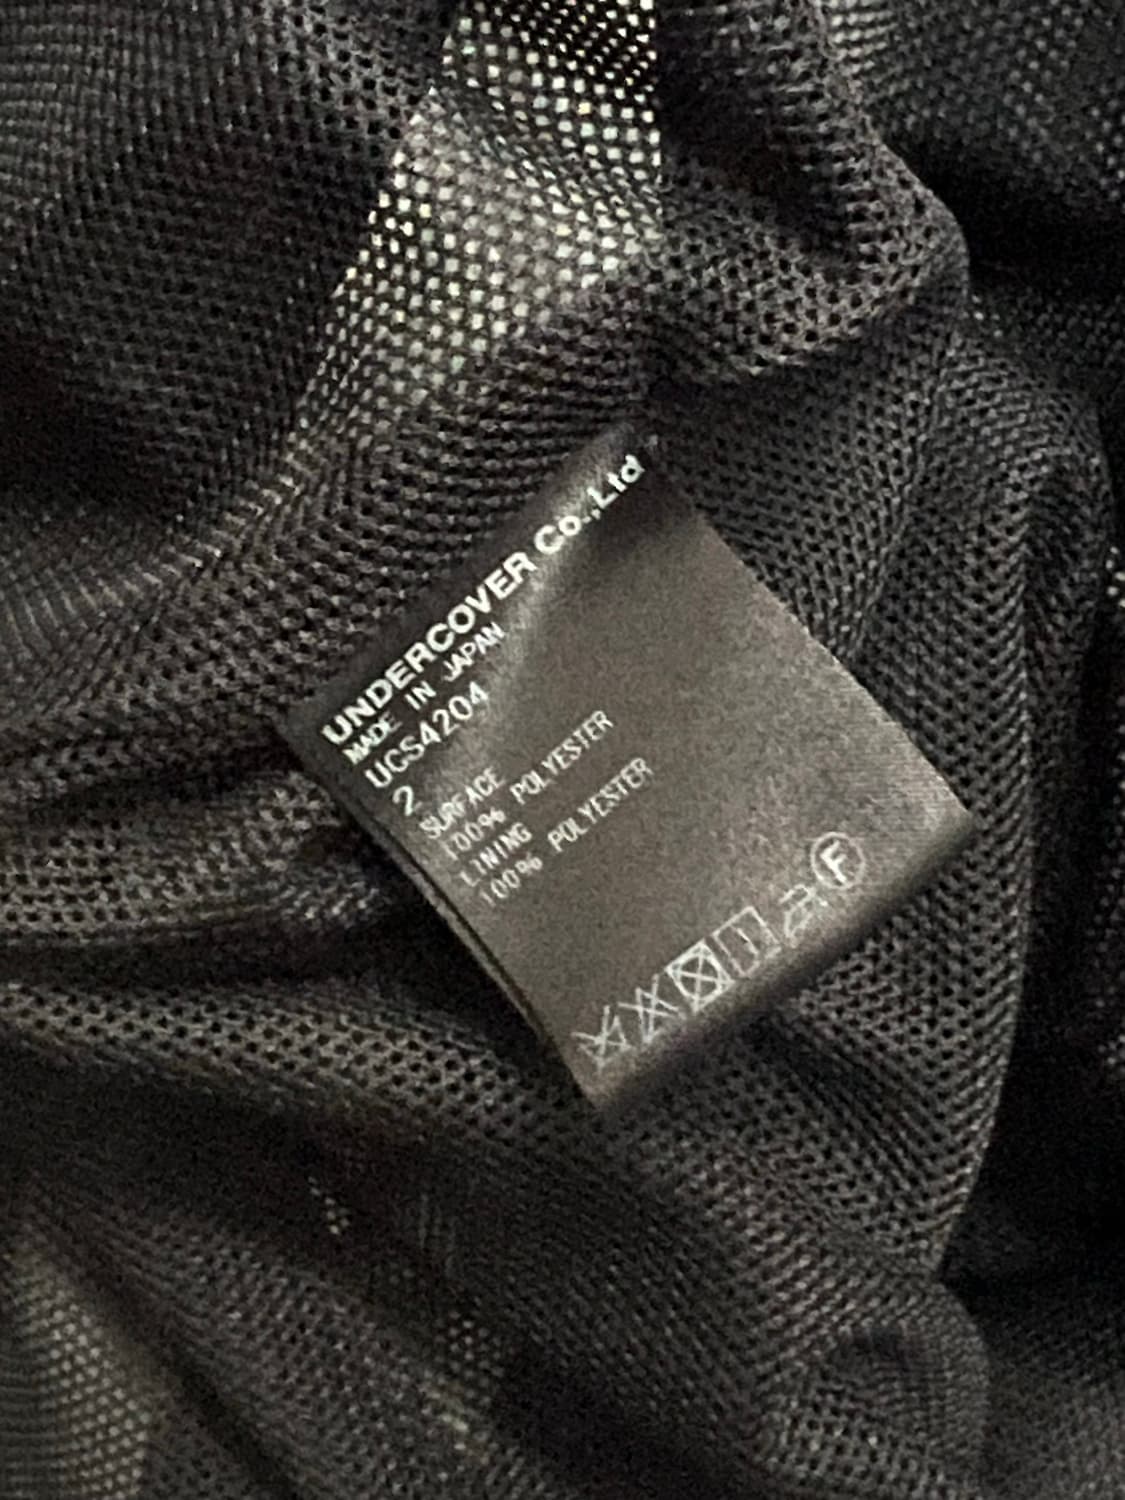 UNDERCOVER Co.,Ltd
MADE IN JAPAN
UCS4204
2
SURFACE
100% POLYESTER
LINING
100% POLYESTER
F